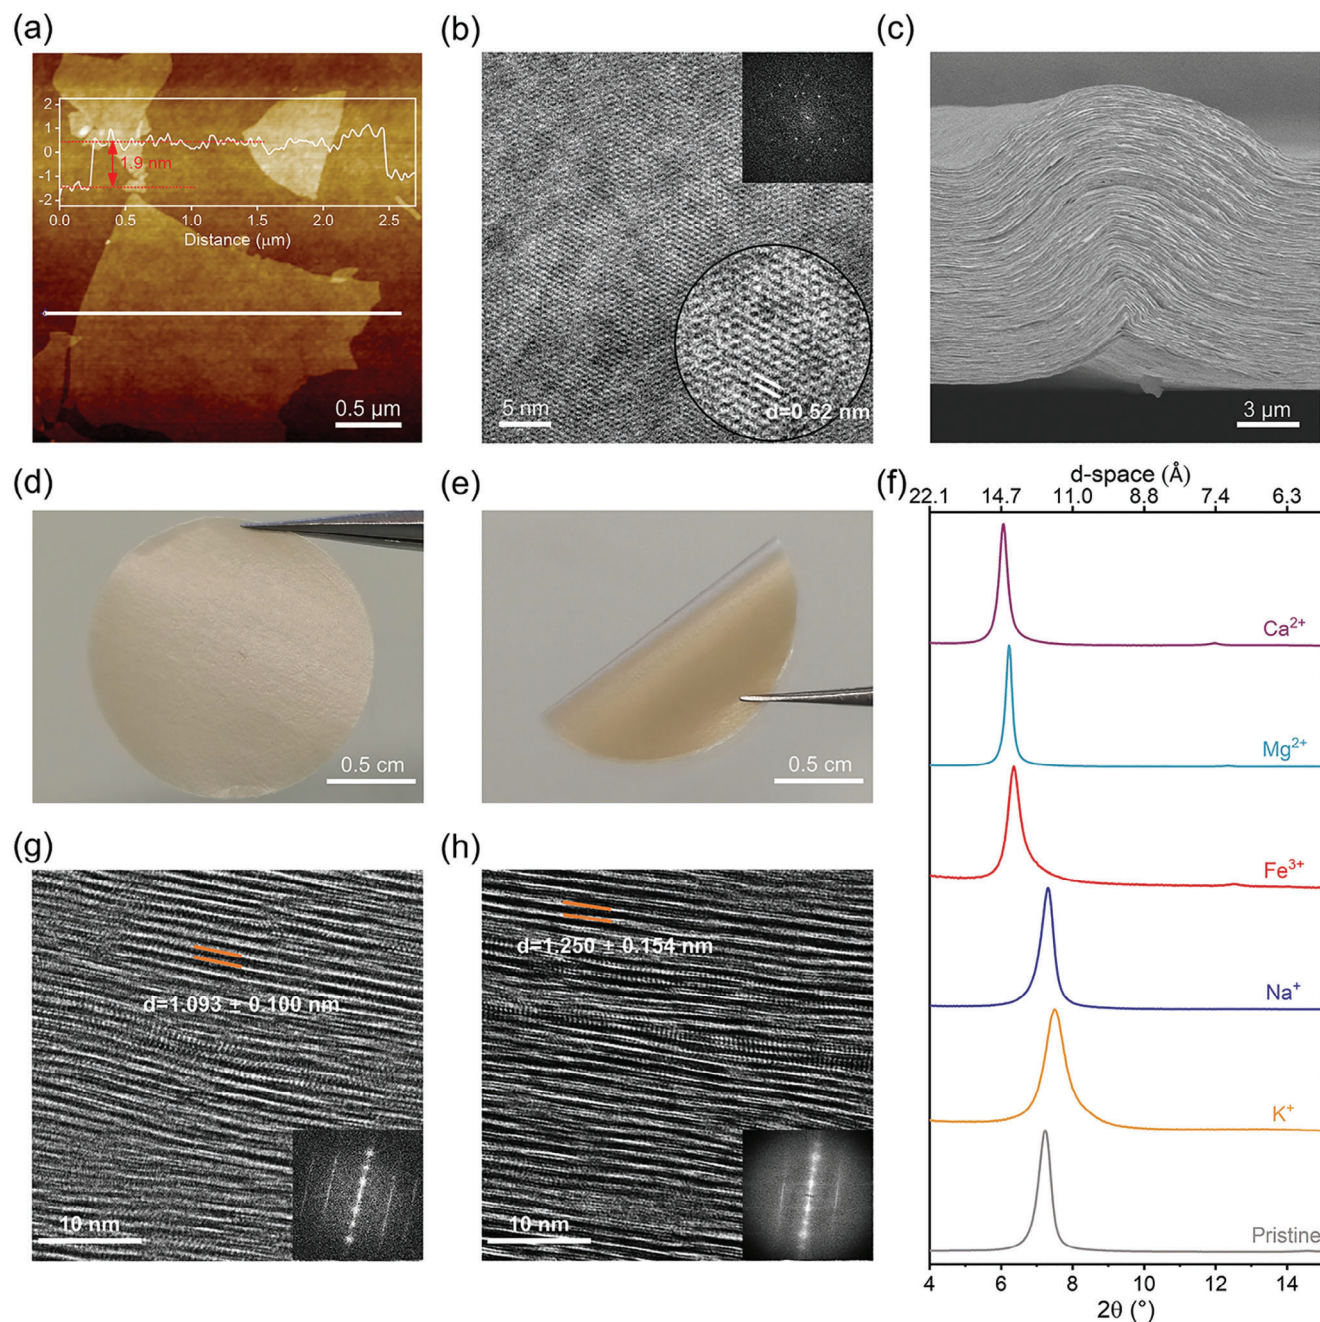 (a)
2
1
0
-1
-2
1.9 nm
0.0 0.5 1.0 1.5 2.0 2.5
Distance (μm)
0.5 μm
(b)
5 nm
d=0.52 nm
(c)
3 μm
(d)
0.5 cm
(e)
0.5 cm
(f)
d-space (Å)
22.1 14.7 11.0 8.8 7.4 6.3
Ca²⁺
Mg²⁺
Fe³⁺
Na⁺
K⁺
Pristine
4 6 8 10 12 14
2θ (°)
(g)
d=1.093 ± 0.100 nm
10 nm
(h)
d=1.250 ± 0.154 nm
10 nm